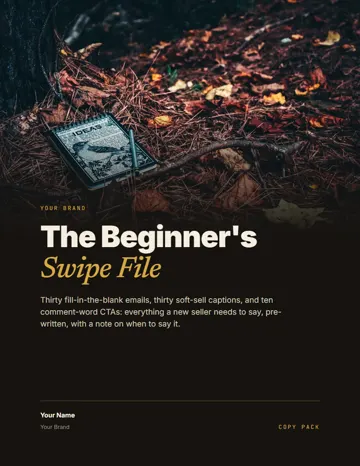 IDEAS
YOUR BRAND
The Beginner's
Swipe File
Thirty fill-in-the-blank emails, thirty soft-sell captions, and ten
comment-word CTAs: everything a new seller needs to say, pre-
written, with a note on when to say it.
Your Name
Your Brand
COPY PACK